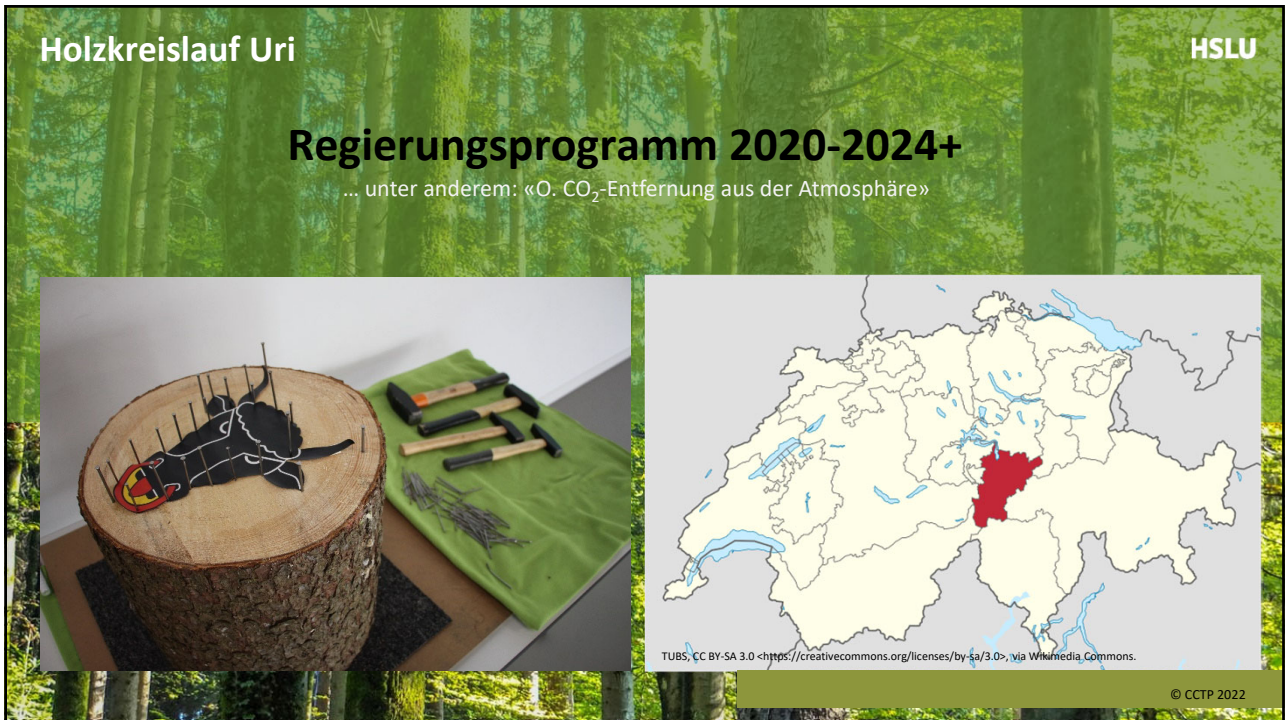 Holzkreislauf Uri
HSLU
Regierungsprogramm 2020-2024+
... unter anderem: «O. CO₂-Entfernung aus der Atmosphäre»
TUBS, CC BY-SA 3.0 <https://creativecommons.org/licenses/by-sa/3.0>, via Wikimedia Commons.
© CCTP 2022